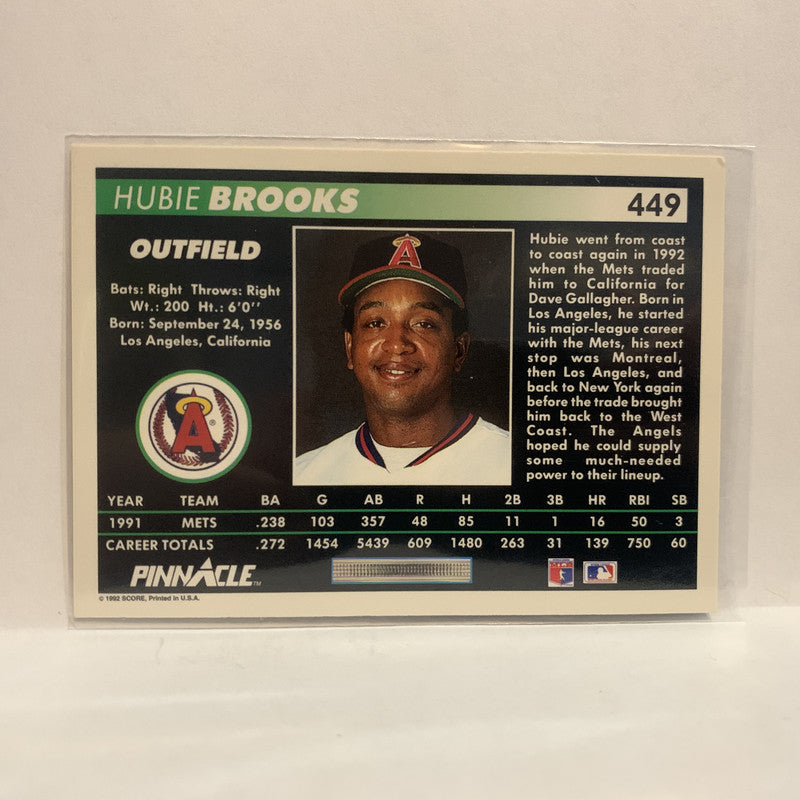 HUBIE BROOKS 449
OUTFIELD
Bats: Right Throws: Right
Wt.: 200 Ht.: 6'0''
Born: September 24, 1956
Los Angeles, California
A
A ®
Hubie went from coast
to coast again in 1992
when the Mets traded
him to California for
Dave Gallagher. Born in
Los Angeles, he started
his major-league career
with the Mets, his next
stop was Montreal,
then Los Angeles, and
back to New York again
before the trade brought
him back to the West
Coast. The Angels
hoped he could supply
some much-needed
power to their lineup.
YEAR TEAM BA G AB R H 2B 3B HR RBI SB
1991 METS .238 103 357 48 85 11 1 16 50 3
CAREER TOTALS .272 1454 5439 609 1480 263 31 139 750 60
PINNACLE™
© 1992 SCORE, Printed in U.S.A.